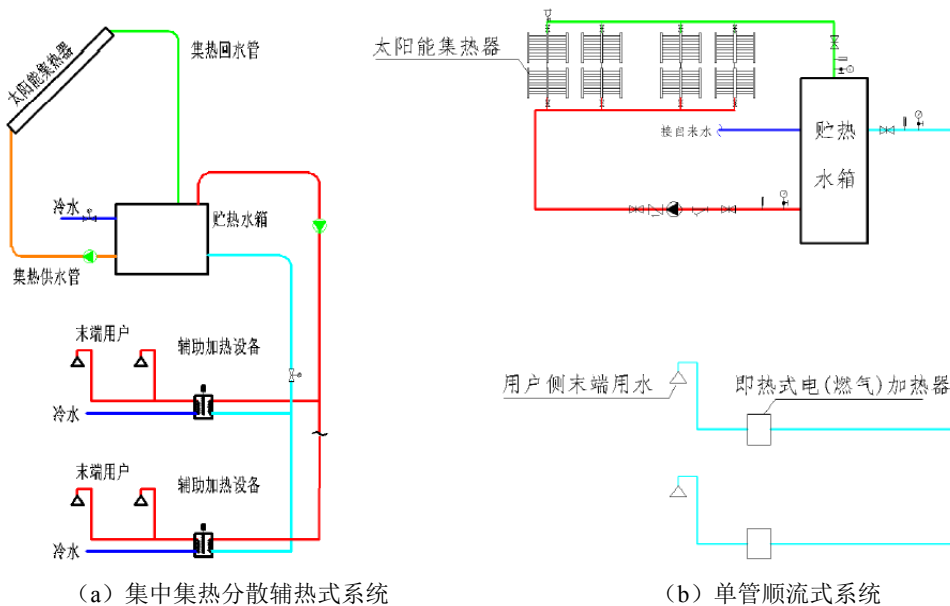 太阳能集热器
集热回水管
冷水
贮热水箱
集热供水管
末端用户
辅助加热设备
冷水
末端用户
辅助加热设备
冷水
(a) 集中集热分散辅热式系统
太阳能集热器
接自来水
贮热
水箱
用户侧末端用水
即热式电(燃气)加热器
(b) 单管顺流式系统